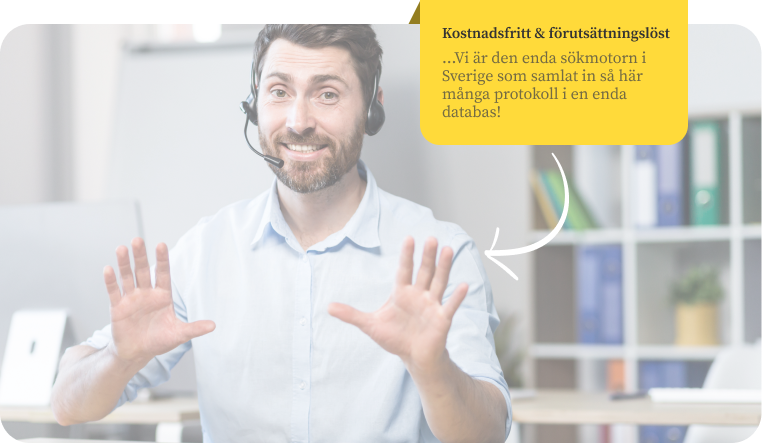 Kostnadsfritt & förutsättningslöst
...Vi är den enda sökmotorn i
Sverige som samlat in så här
många protokoll i en enda
databas!